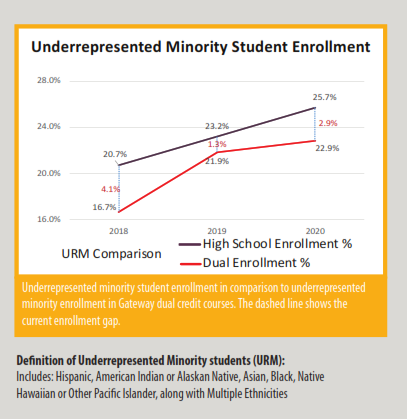 Underrepresented Minority Student Enrollment
28.0%
25.7%
24.0%
23.2%
2.9%
1.3%
22.9%
20.7%
21.9%
20.0%
4.1%
16.7%
16.0%
2018 2019 2020
High School Enrollment %
URM Comparison
Dual Enrollment %
Underrepresented minority student enrollment in comparison to underrepresented
minority enrollment in Gateway dual credit courses. The dashed line shows the
current enrollment gap.
Definition of Underrepresented Minority students (URM):
Includes: Hispanic, American Indian or Alaskan Native, Asian, Black, Native
Hawaiian or Other Pacific Islander, along with Multiple Ethnicities